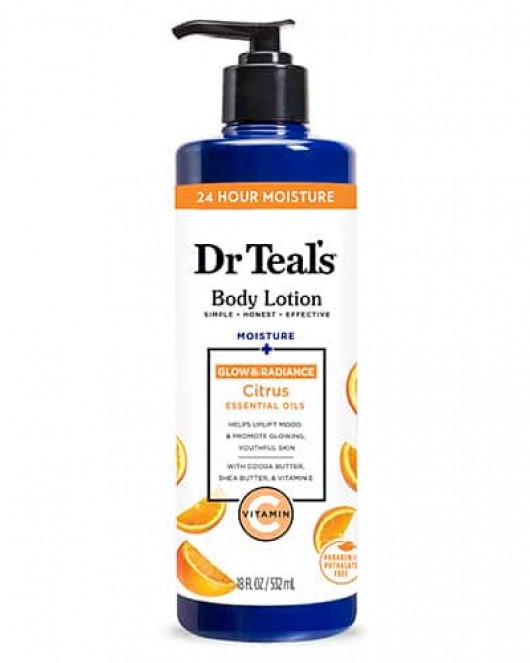 24 HOUR MOISTURE
Dr Teal's
Body Lotion
SIMPLE • HONEST • EFFECTIVE
MOISTURE
+
GLOW & RADIANCE
Citrus
ESSENTIAL OILS
HELPS UPLIFT MOOD
& PROMOTE GLOWING,
YOUTHFUL SKIN
WITH COCOA BUTTER,
SHEA BUTTER, & VITAMIN E
C
VITAMIN
PARABEN &
PHTHALATE
FREE
18 FL OZ / 532 mL